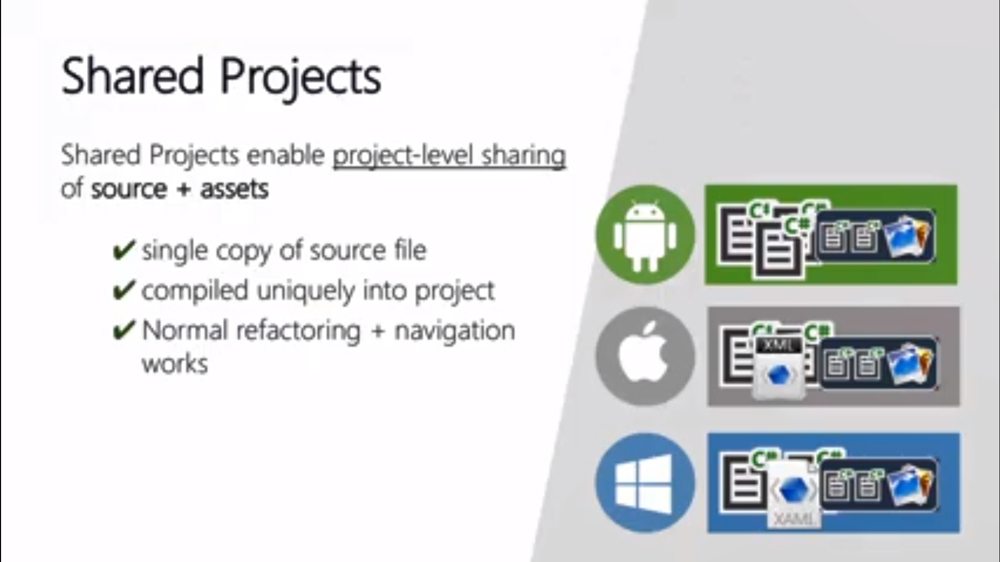 Shared Projects
Shared Projects enable project-level sharing
of source + assets
✔ single copy of source file
✔ compiled uniquely into project
✔ Normal refactoring + navigation
works
C# C# C# C# C#
C# XML C# C# C#
C# C# C# C#
XAML